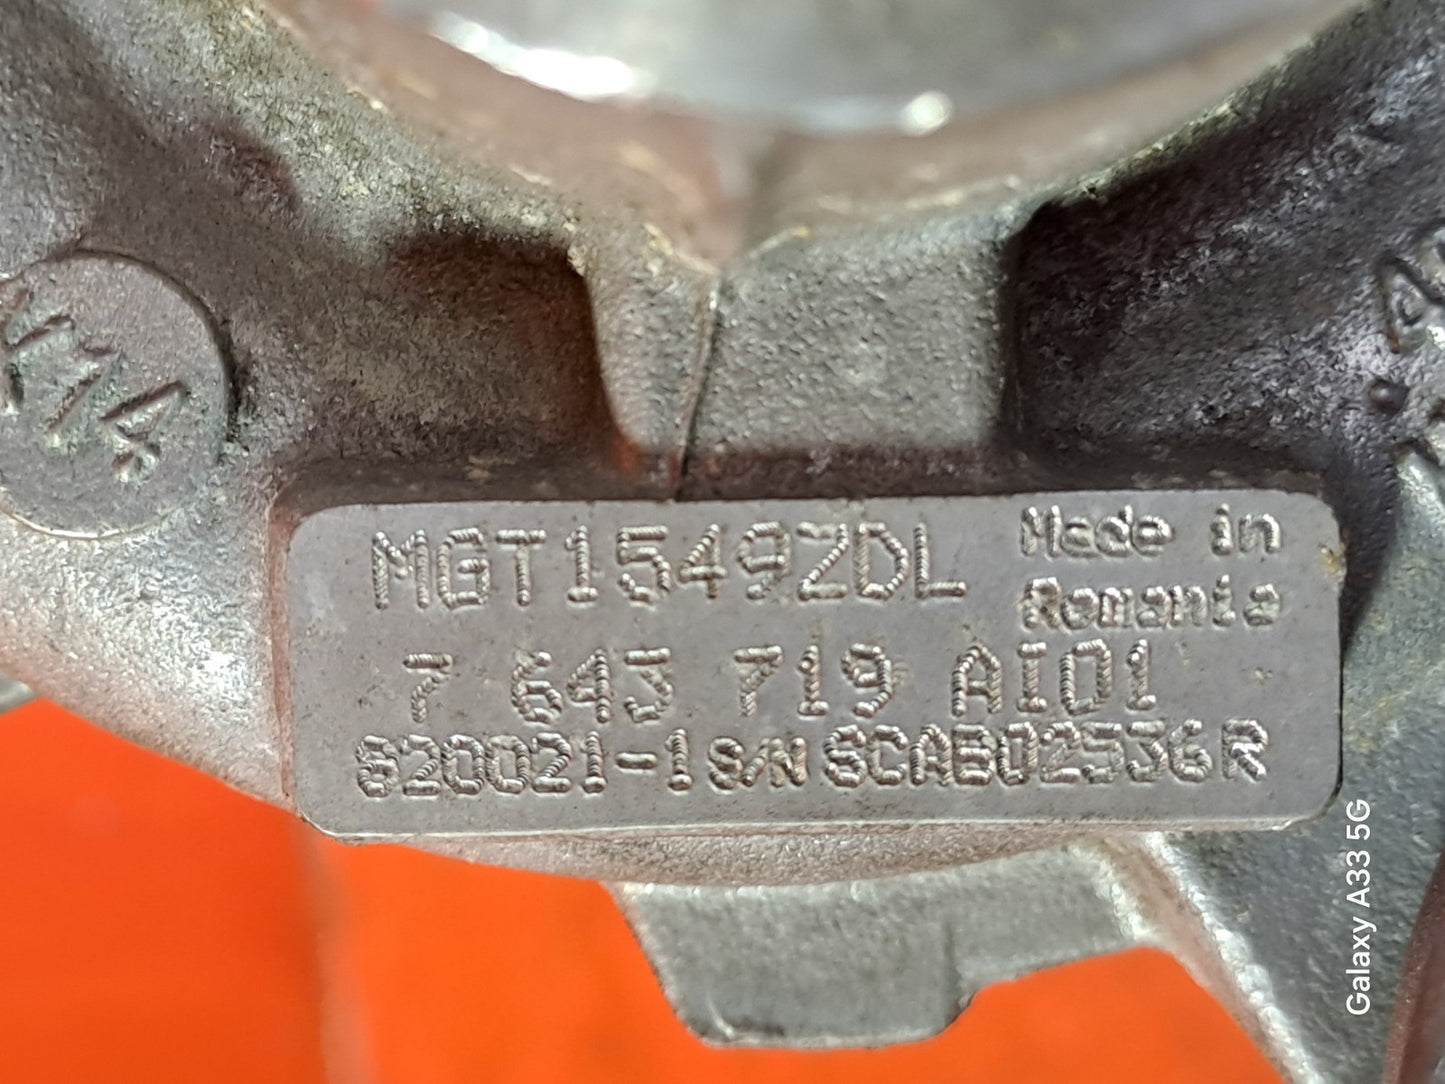 MGT1549ZDL
Made in
Romania
7 643 719 AI01
820021-1 S/N SCAB02536R
Galaxy A33 5G